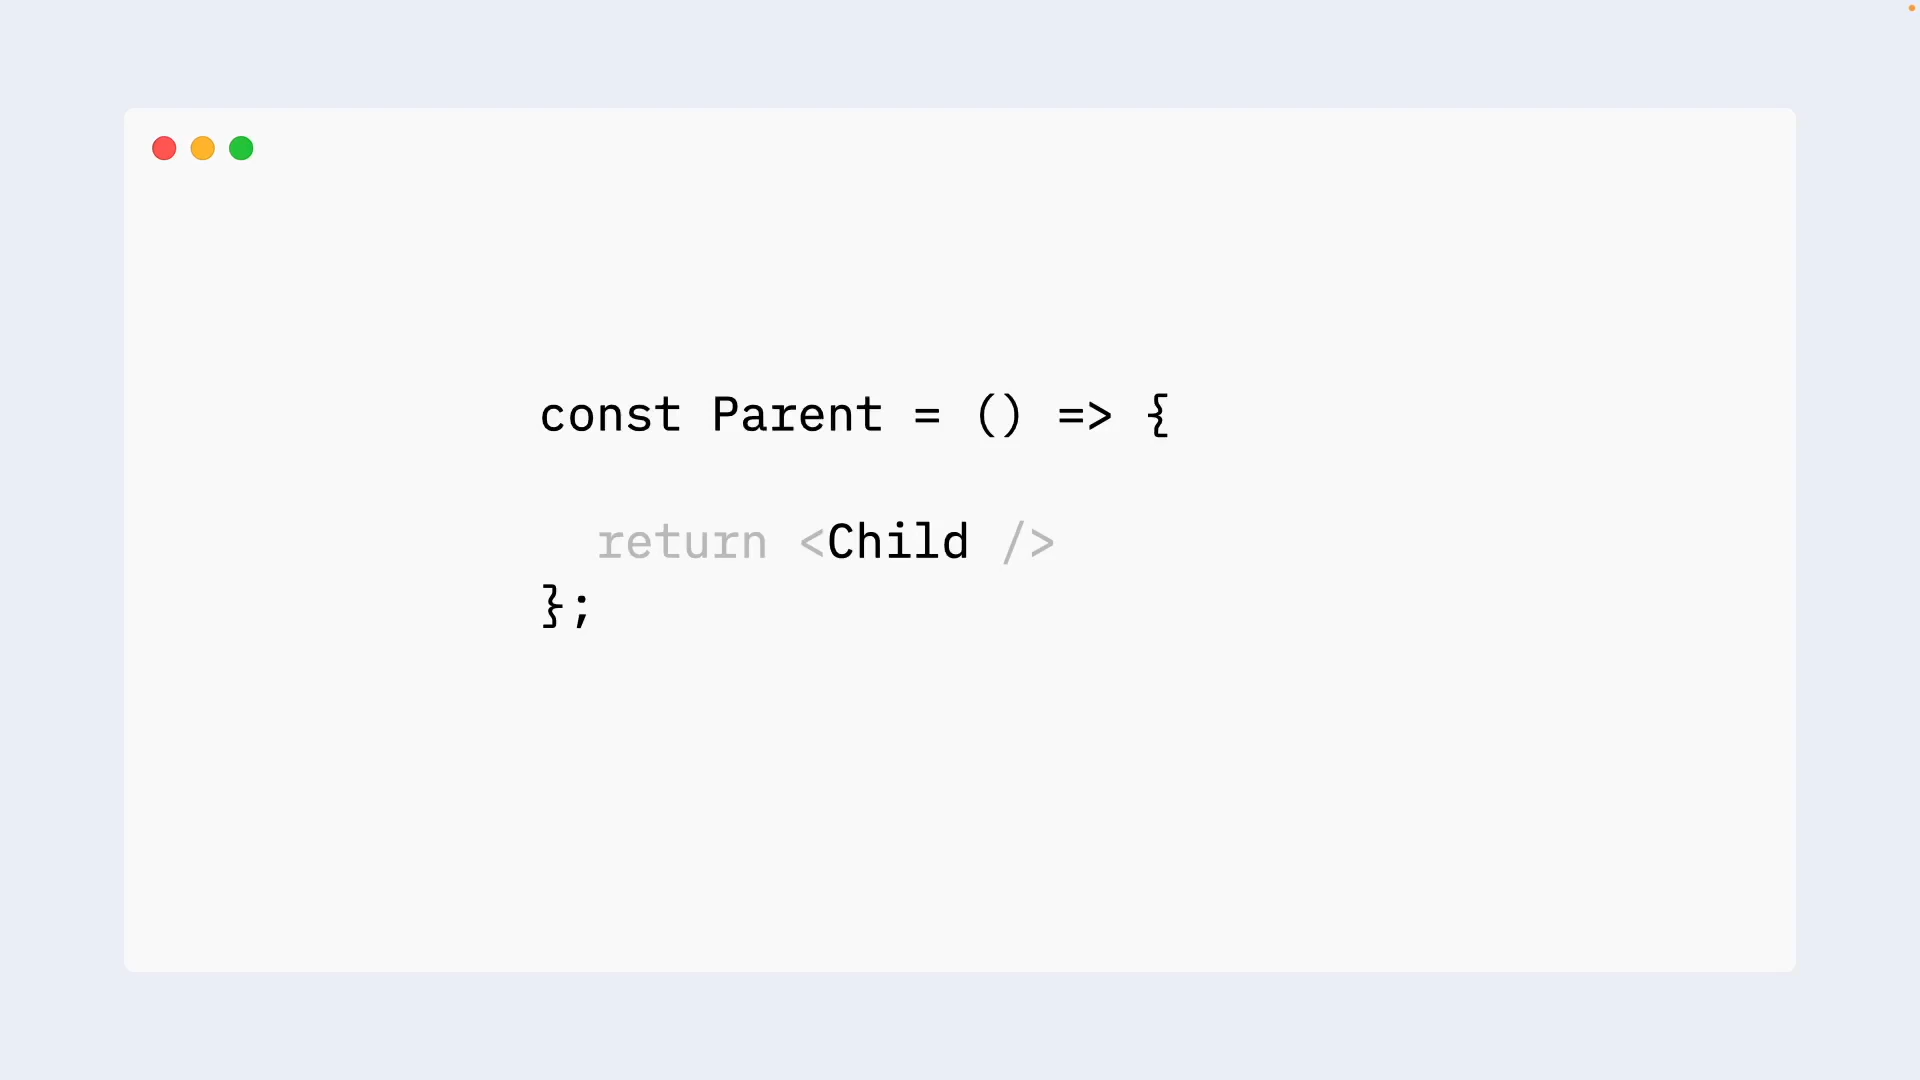 const Parent = () => {
return <Child />
};